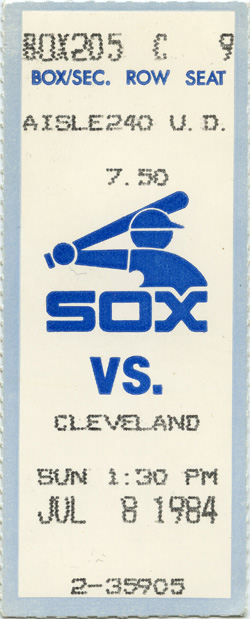 BOX205 C 9
BOX/SEC. ROW SEAT
AISLE240 U.D.
7.50
SOX
VS.
CLEVELAND
SUN 1:30 PM
JUL 8 1984
2-35905